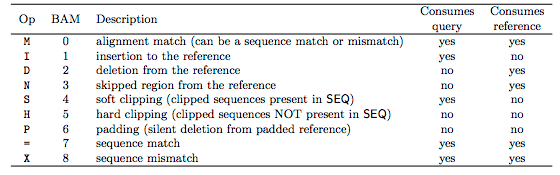 Op BAM Description Consumes query Consumes reference
M 0 alignment match (can be a sequence match or mismatch) yes yes
I 1 insertion to the reference yes no
D 2 deletion from the reference no yes
N 3 skipped region from the reference no yes
S 4 soft clipping (clipped sequences present in SEQ) yes no
H 5 hard clipping (clipped sequences NOT present in SEQ) no no
P 6 padding (silent deletion from padded reference) no no
= 7 sequence match yes yes
X 8 sequence mismatch yes yes